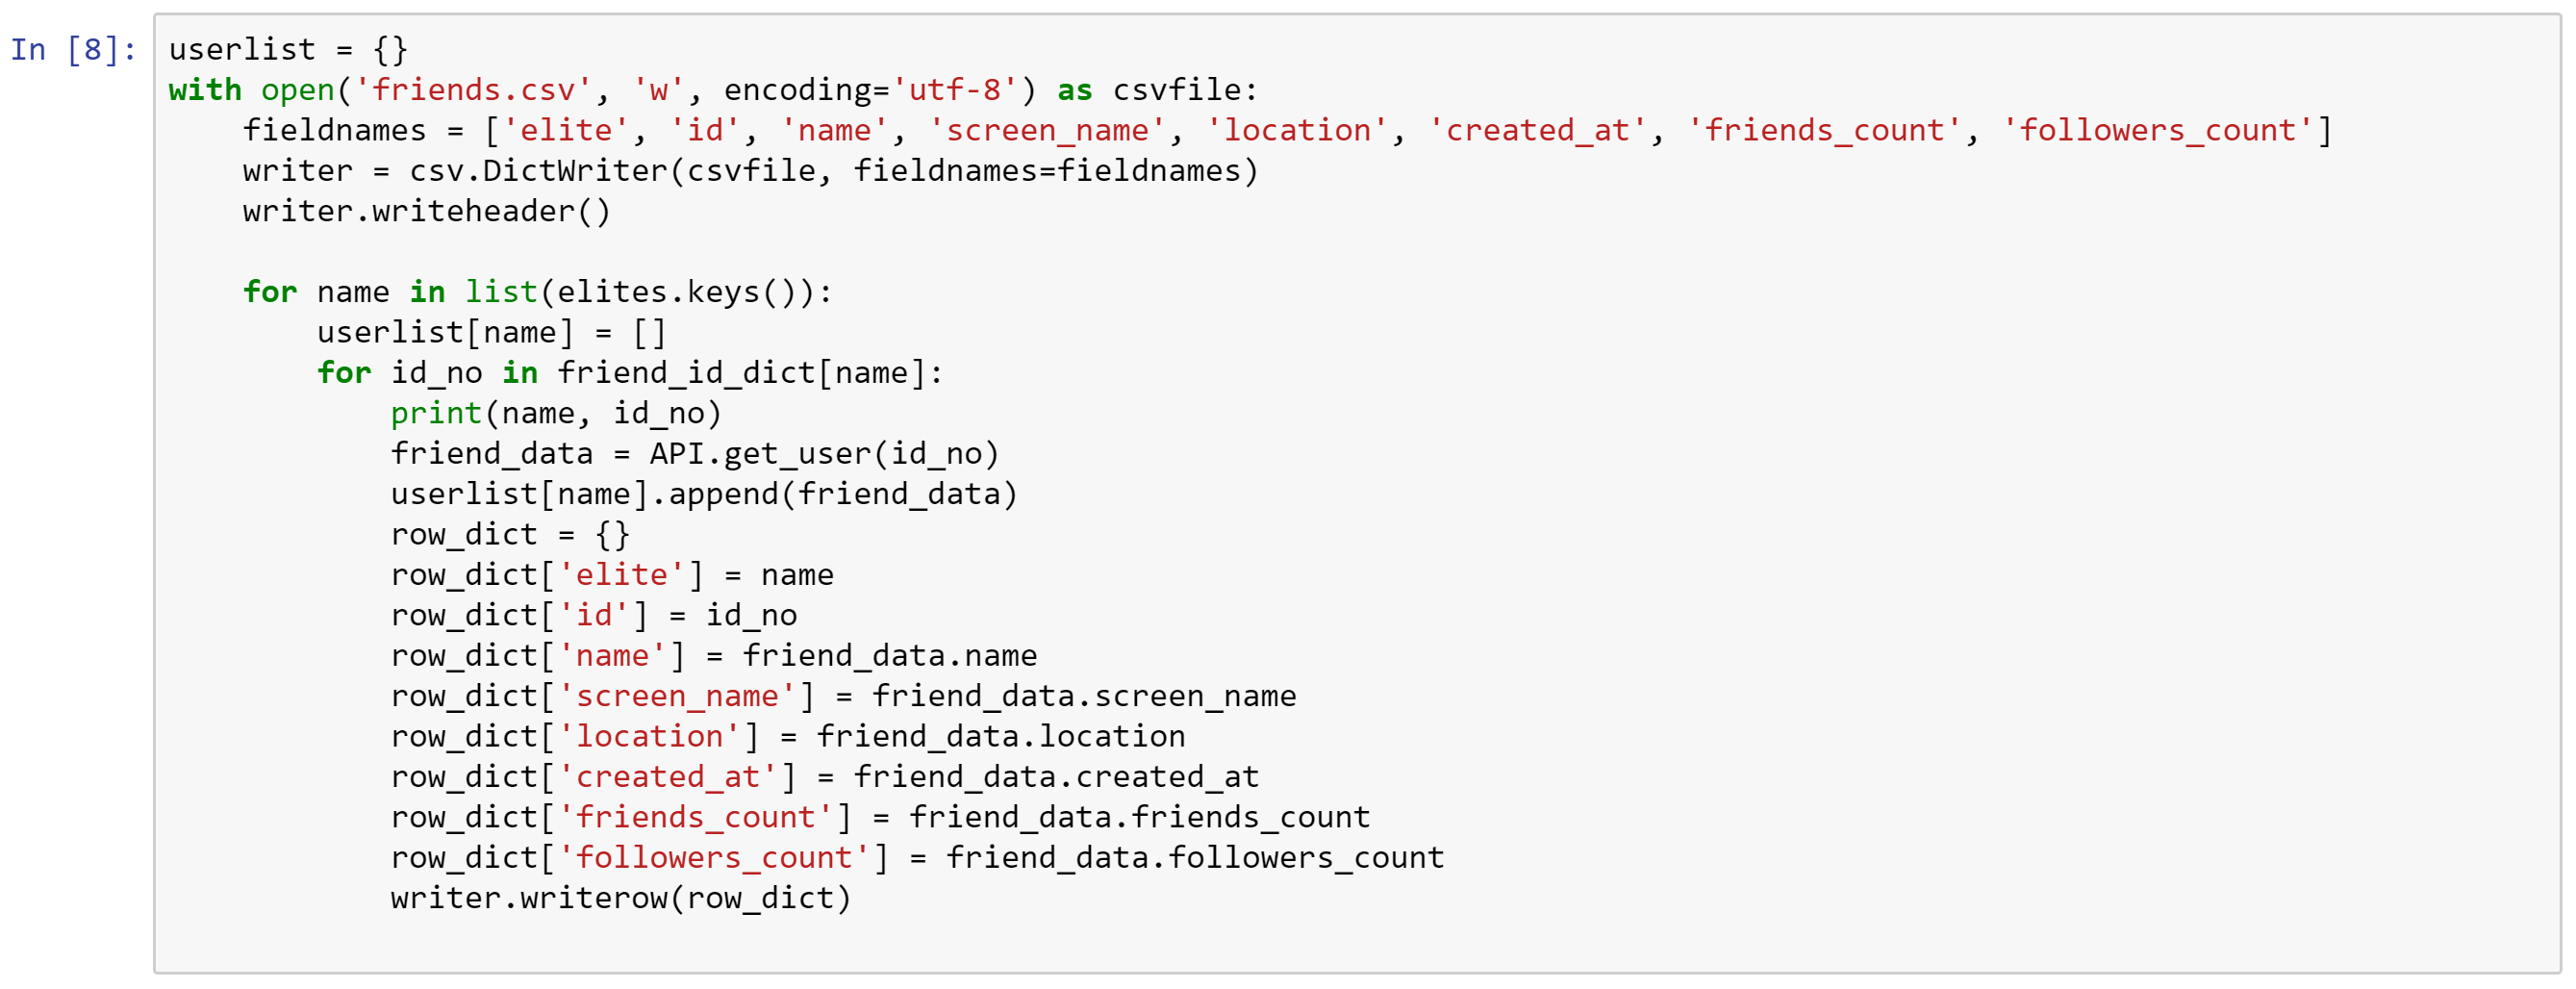 In [8]: userlist = {}
with open('friends.csv', 'w', encoding='utf-8') as csvfile:
    fieldnames = ['elite', 'id', 'name', 'screen_name', 'location', 'created_at', 'friends_count', 'followers_count']
    writer = csv.DictWriter(csvfile, fieldnames=fieldnames)
    writer.writeheader()

    for name in list(elites.keys()):
        userlist[name] = []
        for id_no in friend_id_dict[name]:
            print(name, id_no)
            friend_data = API.get_user(id_no)
            userlist[name].append(friend_data)
            row_dict = {}
            row_dict['elite'] = name
            row_dict['id'] = id_no
            row_dict['name'] = friend_data.name
            row_dict['screen_name'] = friend_data.screen_name
            row_dict['location'] = friend_data.location
            row_dict['created_at'] = friend_data.created_at
            row_dict['friends_count'] = friend_data.friends_count
            row_dict['followers_count'] = friend_data.followers_count
            writer.writerow(row_dict)